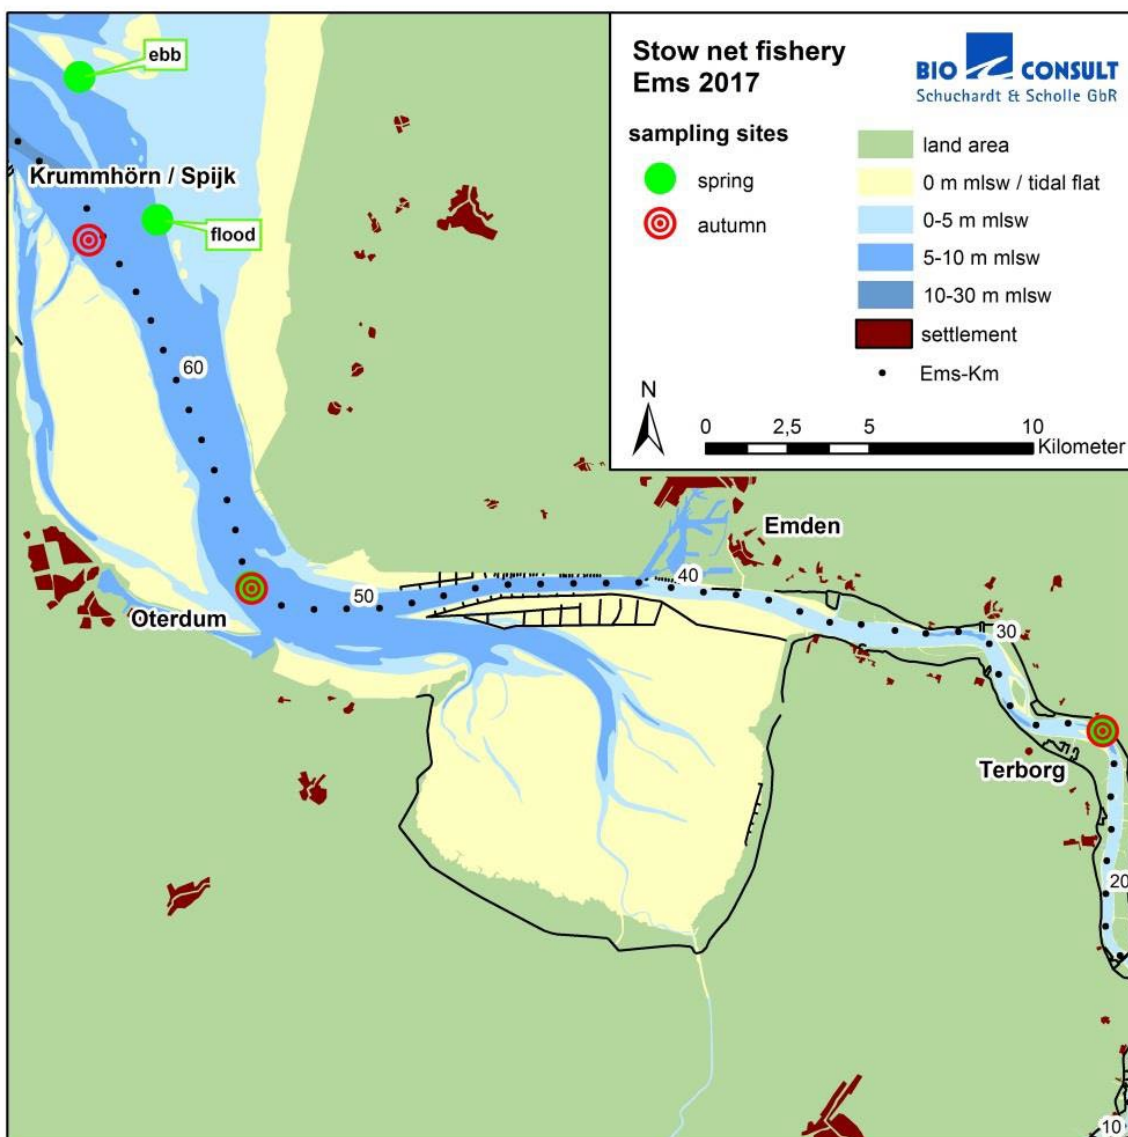 ebb
Krummhörn / Spijk
flood
60
Oterdum
50
40
Emden
30
Terborg
20
10
Stow net fishery
Ems 2017
BIO CONSULT
Schuchardt & Scholle GbR
sampling sites
spring
autumn
land area
0 m mlsw / tidal flat
0-5 m mlsw
5-10 m mlsw
10-30 m mlsw
settlement
Ems-Km
N
0 2,5 5 10
Kilometer